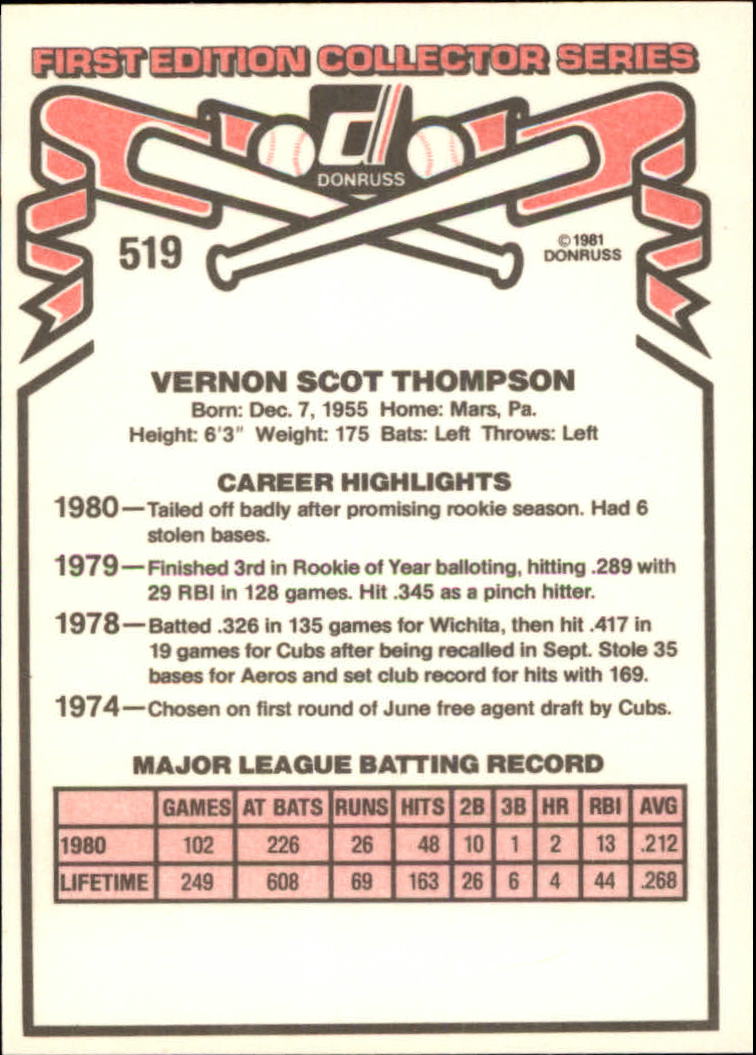 FIRST EDITION COLLECTOR SERIES
d
DONRUSS
519
©1981
DONRUSS
VERNON SCOT THOMPSON
Born: Dec. 7, 1955 Home: Mars, Pa.
Height: 6'3" Weight: 175 Bats: Left Throws: Left
CAREER HIGHLIGHTS
1980—Tailed off badly after promising rookie season. Had 6
stolen bases.
1979—Finished 3rd in Rookie of Year balloting, hitting .289 with
29 RBI in 128 games. Hit .345 as a pinch hitter.
1978—Batted .326 in 135 games for Wichita, then hit .417 in
19 games for Cubs after being recalled in Sept. Stole 35
bases for Aeros and set club record for hits with 169.
1974—Chosen on first round of June free agent draft by Cubs.
MAJOR LEAGUE BATTING RECORD
GAMES AT BATS RUNS HITS 2B 3B HR RBI AVG
1980 102 226 26 48 10 1 2 13 .212
LIFETIME 249 608 69 163 26 6 4 44 .268